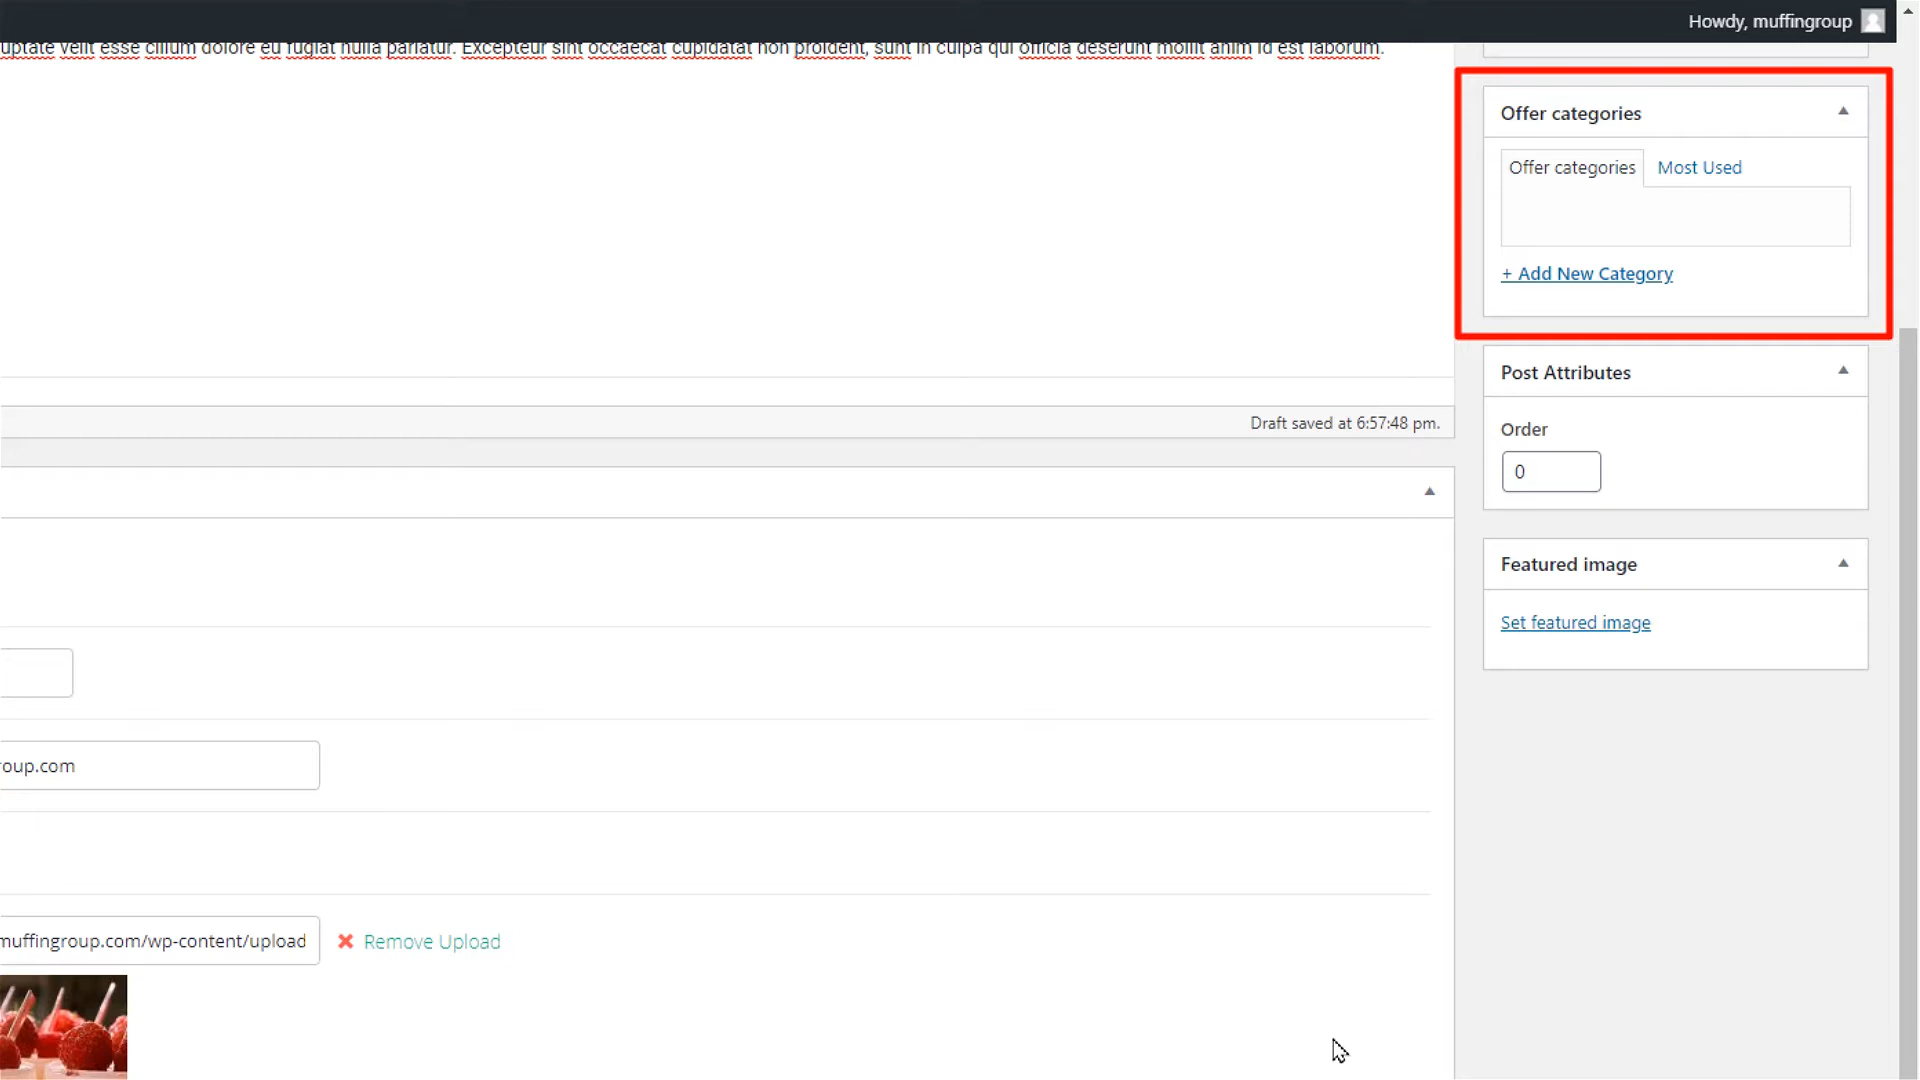 Howdy, muffingroup
uptate velit esse cillum dolore eu fugiat nulla pariatur. Excepteur sint occaecat cupidatat non proident, sunt in culpa qui officia deserunt mollit anim id est laborum.
Offer categories
Offer categories Most Used
+ Add New Category
Post Attributes
Draft saved at 6:57:48 pm.
Order
0
Featured image
Set featured image
roup.com
muffingroup.com/wp-content/upload
Remove Upload